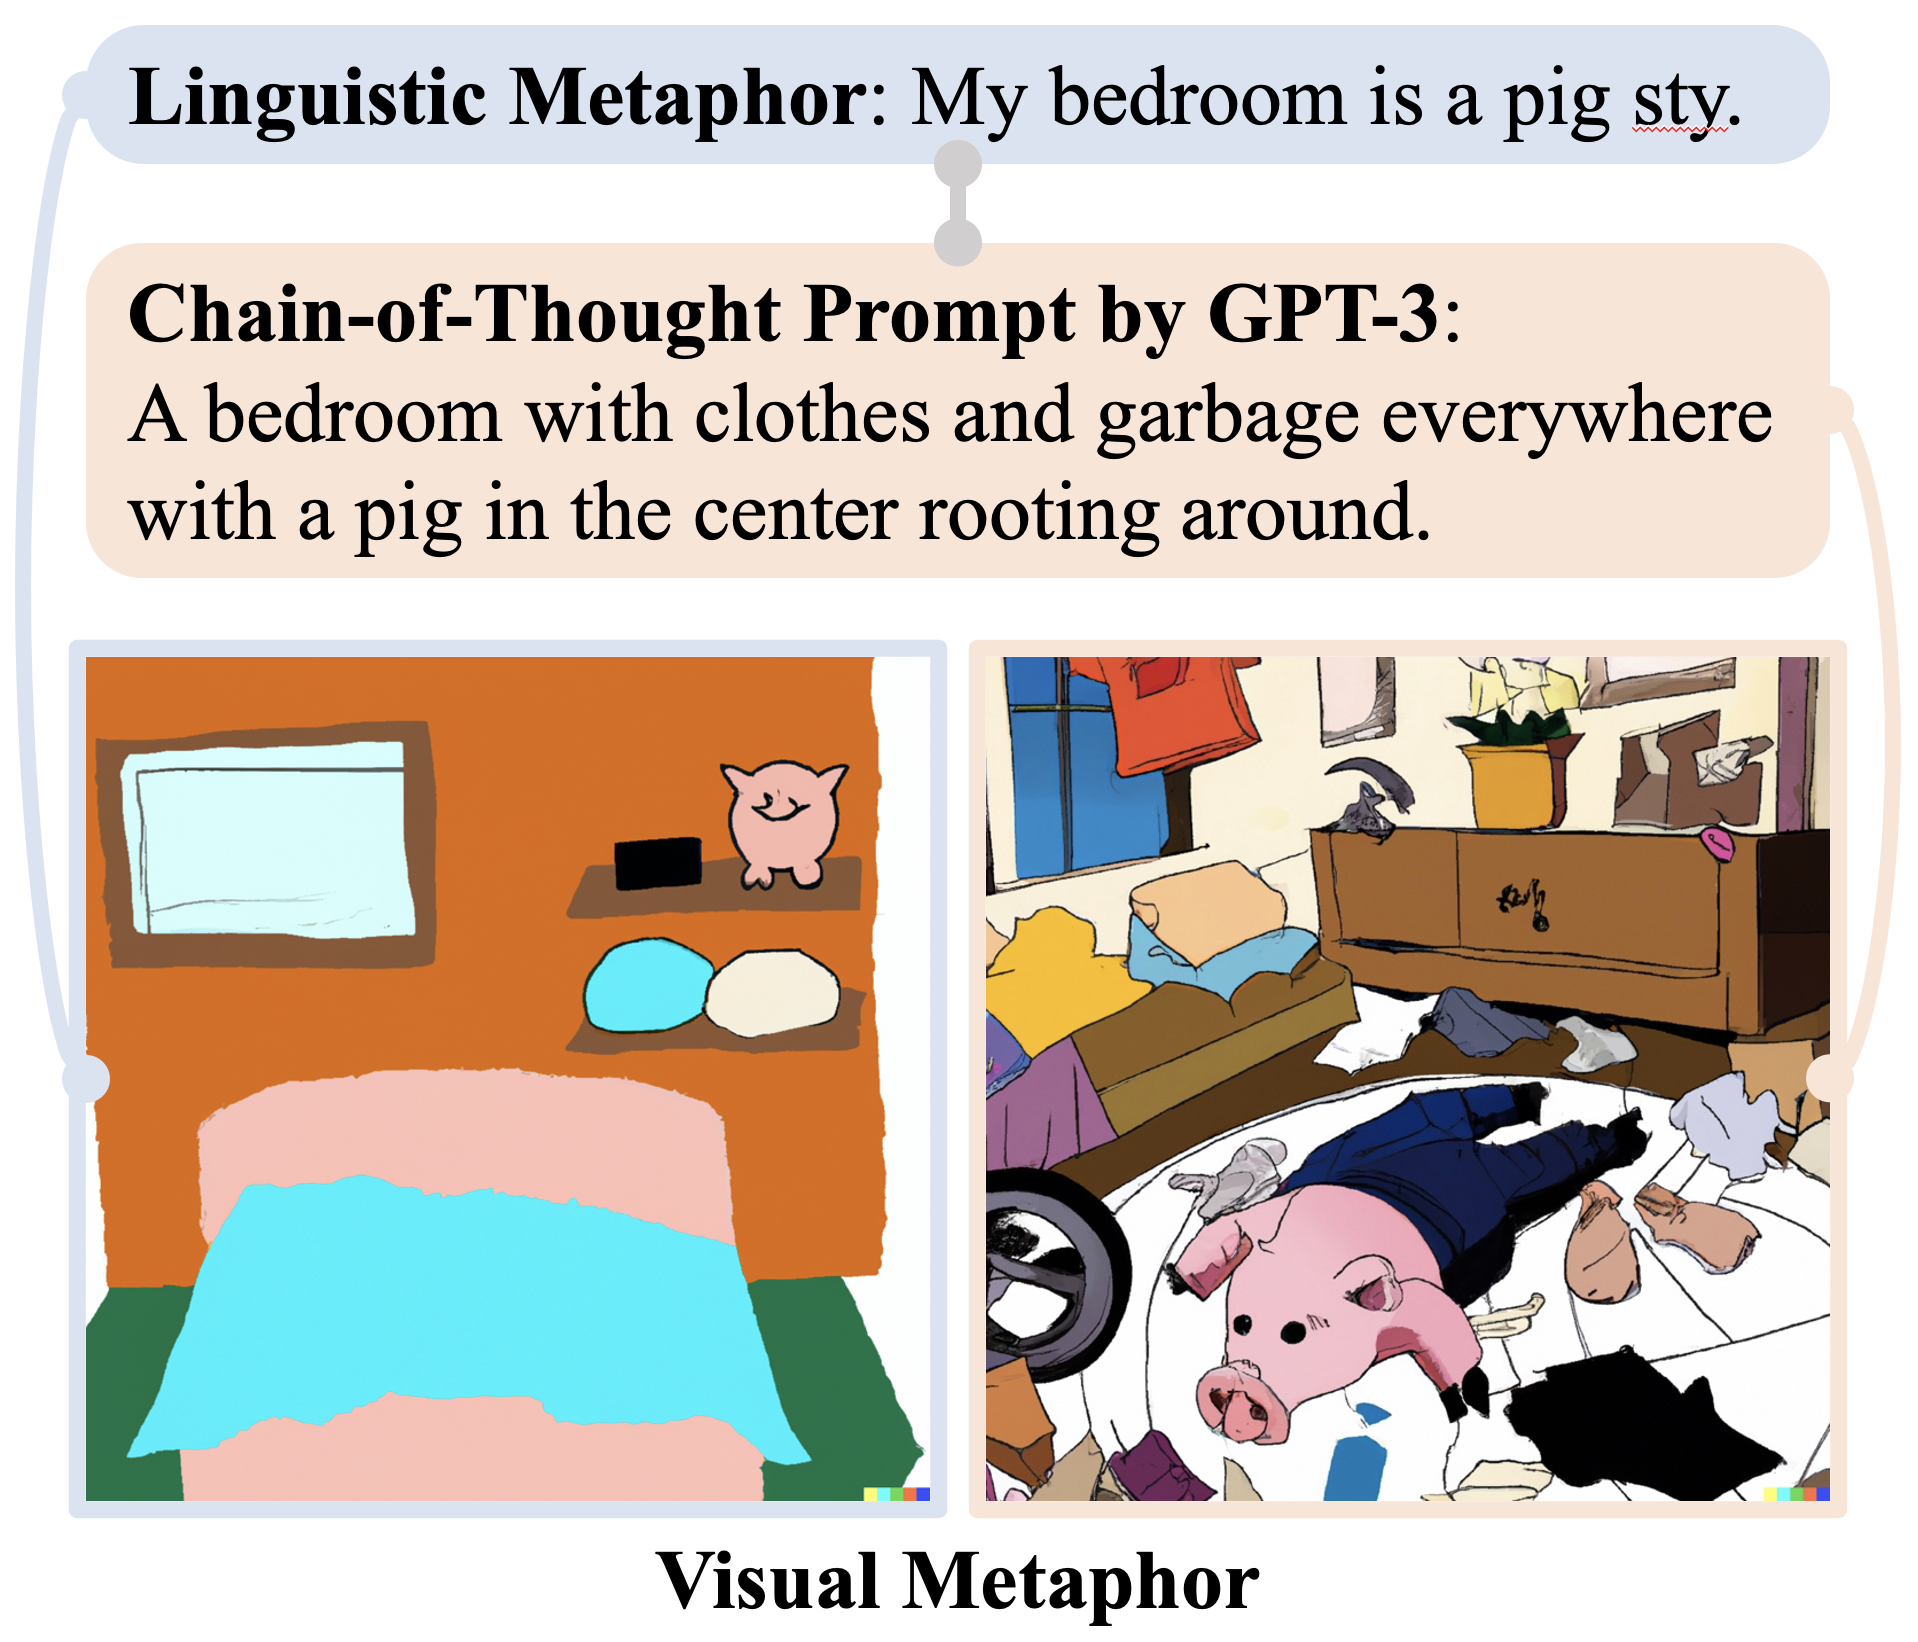 Linguistic Metaphor: My bedroom is a pig sty.
Chain-of-Thought Prompt by GPT-3:
A bedroom with clothes and garbage everywhere
with a pig in the center rooting around.
Visual Metaphor